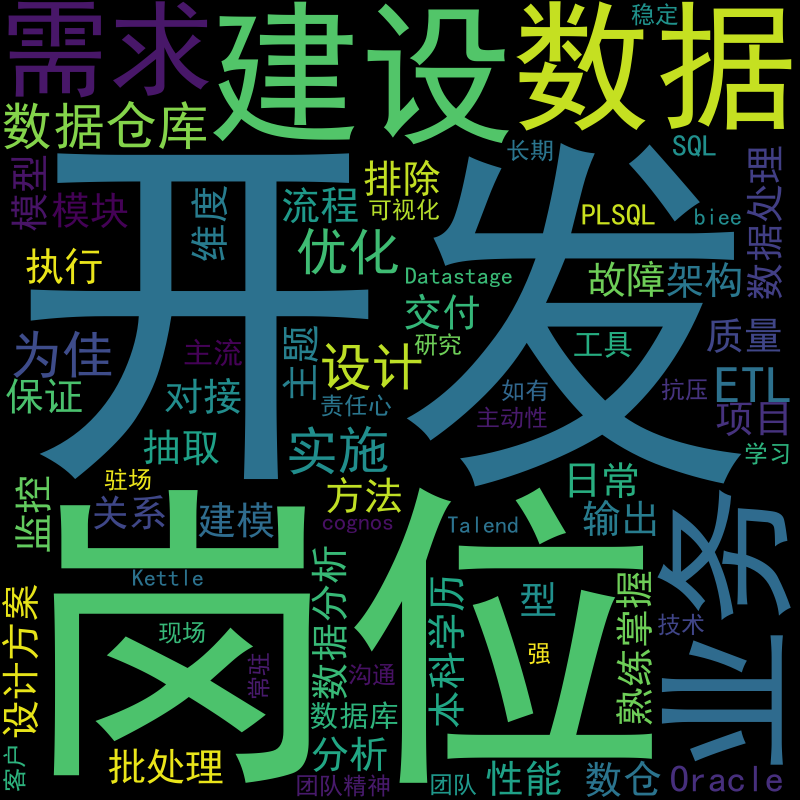 需求
建设
数据
稳定
数据仓库
长期
SQL
模型
模块
维度
流程
排除
可视化
PLSQL
biee
数据处理
执行
优化
Datastage
故障
架构
开发
交付
为佳
主流
主题
设计
研究
工具
质量
保证
对接
责任心
如有
主动性
抗压
ETL
项目
抽取
实施
学习
驻场
方法
日常
监控
关系
建模
cognos
Talend
输出
业务
岗位
Kettle
数据分析
本科学历
型
熟练掌握
技术
设计方案
现场
常驻
沟通
强
数据库
客户
批处理
分析
团队精神
团队
性能
数仓
Oracle